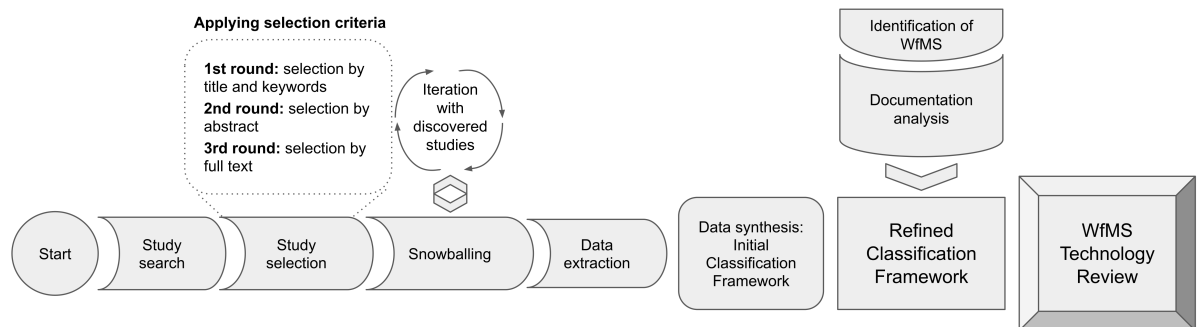 Applying selection criteria
1st round: selection by
title and keywords
2nd round: selection by
abstract
3rd round: selection by
full text
Iteration
with
discovered
studies
Identification of
WfMS
Documentation
analysis
Start
Study
search
Study
selection
Snowballing
Data
extraction
Data synthesis:
Initial
Classification
Framework
Refined
Classification
Framework
WfMS
Technology
Review